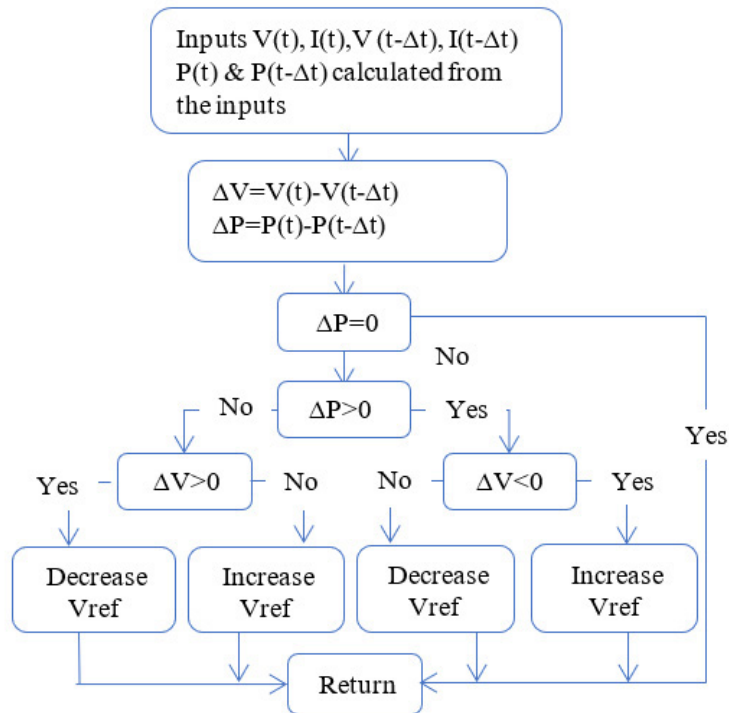 Inputs V(t), I(t),V (t-Δt), I(t-Δt)
P(t) & P(t-Δt) calculated from
the inputs
ΔV=V(t)-V(t-Δt)
ΔP=P(t)-P(t-Δt)
ΔP=0
No
ΔP>0
No
Yes
Yes
Yes
ΔV>0
No
No
ΔV<0
Yes
Decrease
Vref
Increase
Vref
Decrease
Vref
Increase
Vref
Return